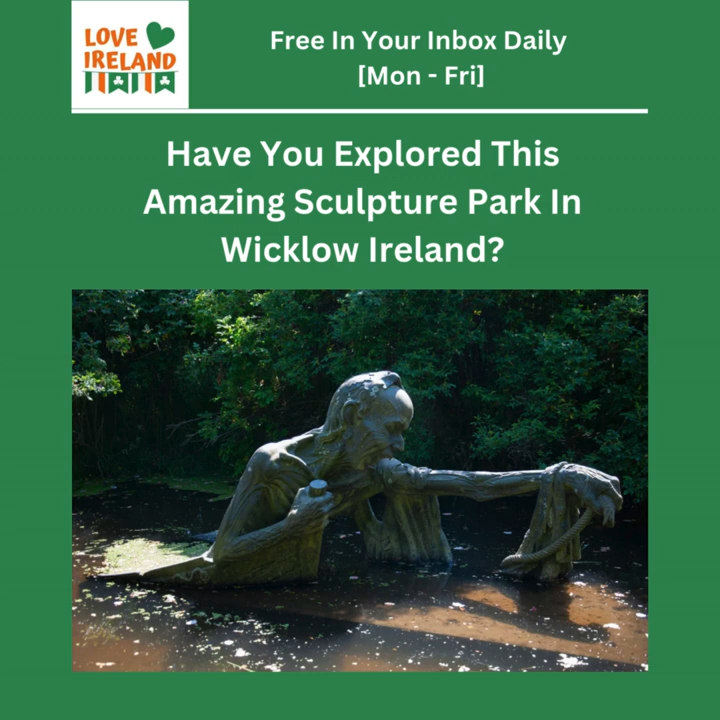 LOVE
IRELAND
Free In Your Inbox Daily
[Mon - Fri]
Have You Explored This
Amazing Sculpture Park In
Wicklow Ireland?